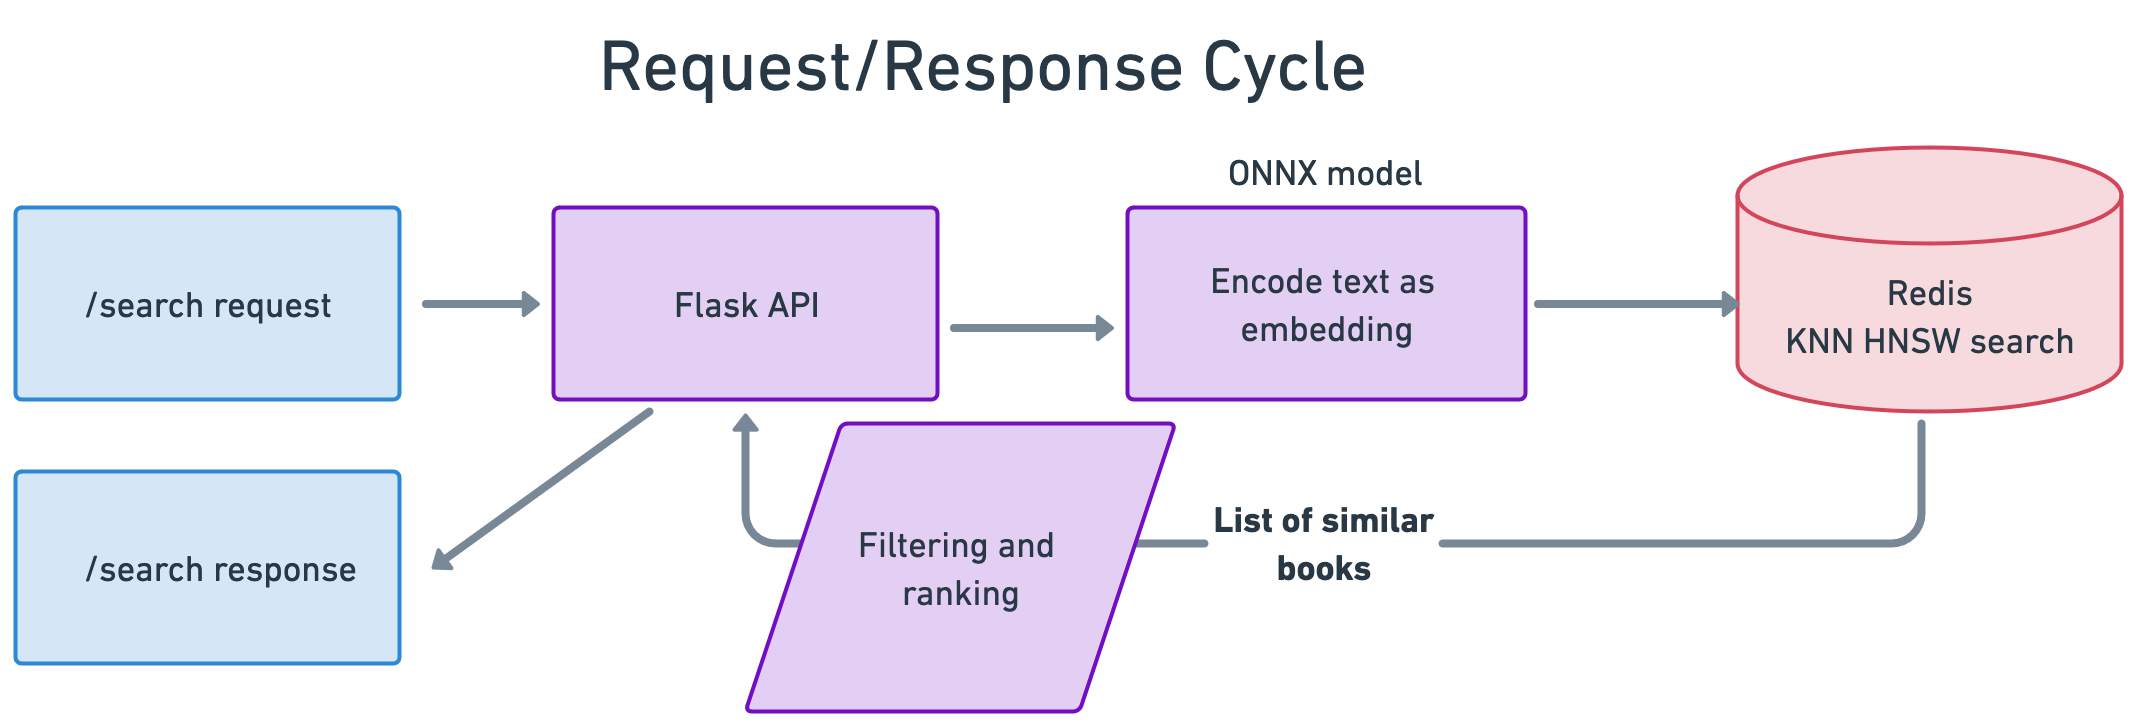 Request/Response Cycle
ONNX model
/search request
Flask API
Encode text as
embedding
Redis
KNN HNSW search
/search response
Filtering and
ranking
List of similar
books